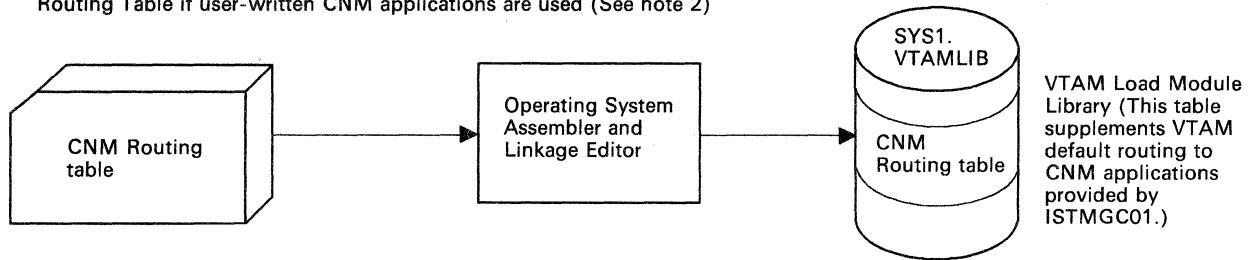 Routing Table if user-written CNM applications are used (See note 2)
CNM Routing
table
Operating System
Assembler and
Linkage Editor
SYS1.
VTAMLIB
CNM
Routing table
VTAM Load Module
Library (This table
supplements VTAM
default routing to
CNM applications
provided by
ISTMGC01.)